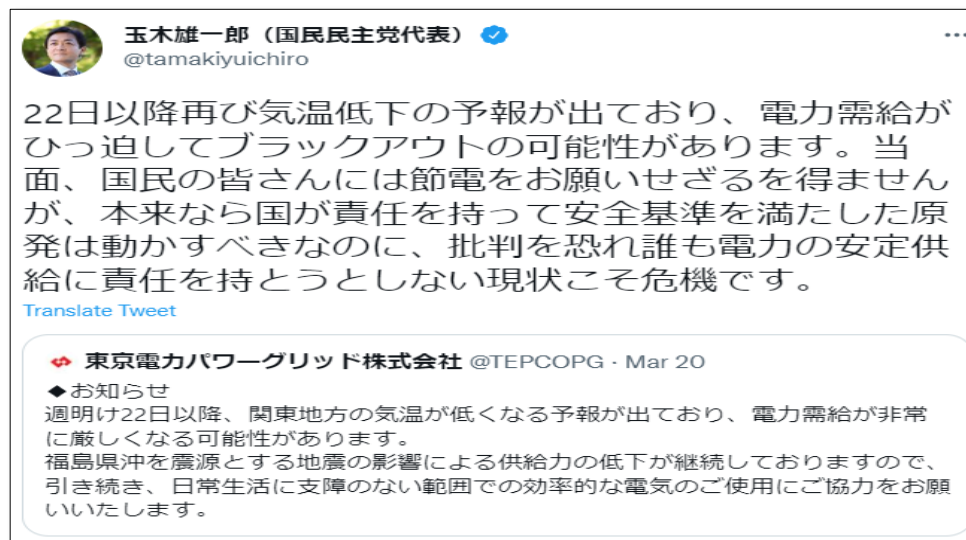 玉木雄一郎（国民民主党代表）
@tamakiyuichiro
22日以降再び気温低下の予報が出ており、電力需給が
ひっ迫してブラックアウトの可能性があります。当
面、国民の皆さんには節電をお願いせざるを得ません
が、本来なら国が責任を持って安全基準を満たした原
発は動かすべきなのに、批判を恐れ誰も電力の安定供
給に責任を持とうとしない現状こそ危機です。
Translate Tweet
東京電力パワーグリッド株式会社 @TEPCOPG · Mar 20
◆お知らせ
週明け22日以降、関東地方の気温が低くなる予報が出ており、電力需給が非常
に厳しくなる可能性があります。
福島県沖を震源とする地震の影響による供給力の低下が継続しておりますので、
引き続き、日常生活に支障のない範囲での効率的な電気のご使用にご協力をお願
いいたします。